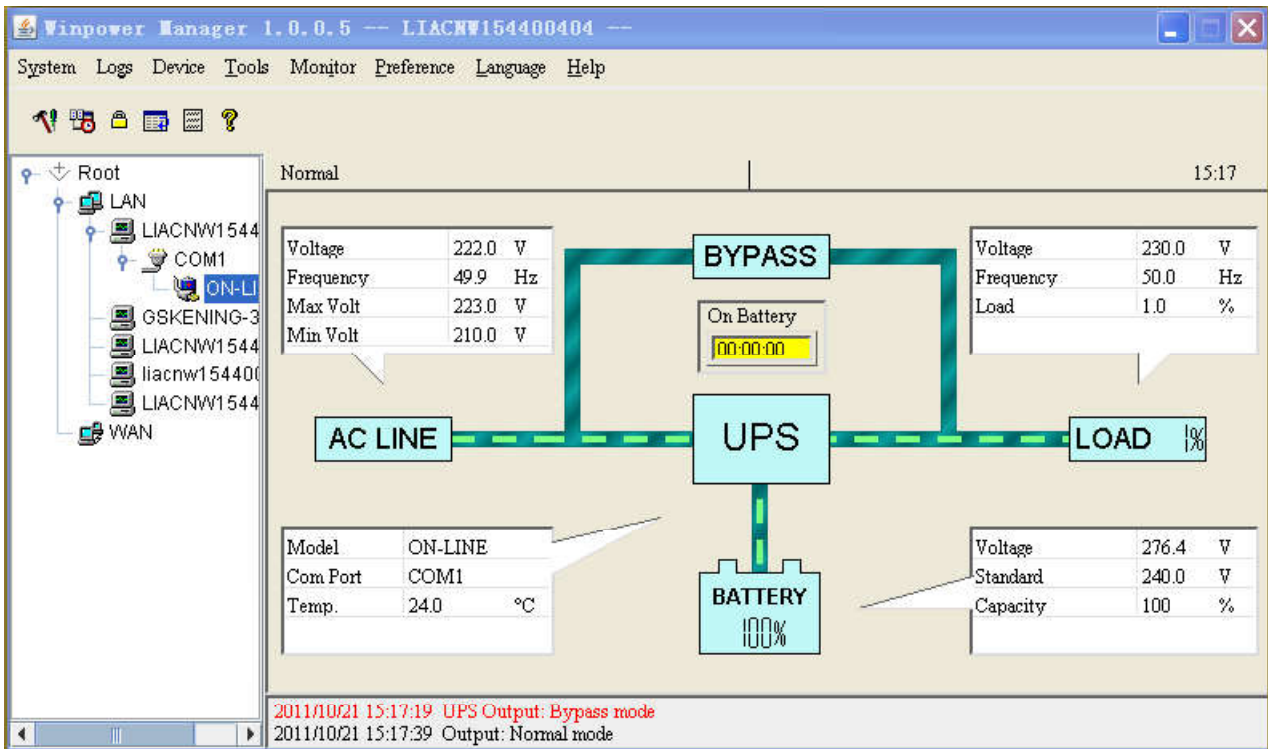 Winpower Manager 1.0.0.5 -- LIACNW154400404 --
System Logs Device Tools Monitor Preference Language Help
Root
LAN
LIACNW1544
COM1
ON-LI
GSKENING-3
LIACNW1544
liacnw15440
LIACNW1544
WAN
Normal 15:17
Voltage 222.0 V
Frequency 49.9 Hz
Max Volt 223.0 V
Min Volt 210.0 V
BYPASS
On Battery
00:00:00
Voltage 230.0 V
Frequency 50.0 Hz
Load 1.0 %
AC LINE
UPS
LOAD 1%
Model ON-LINE
Com Port COM1
Temp. 24.0 °C
BATTERY
100%
Voltage 276.4 V
Standard 240.0 V
Capacity 100 %
2011/10/21 15:17:19 UPS Output: Bypass mode
2011/10/21 15:17:39 Output: Normal mode